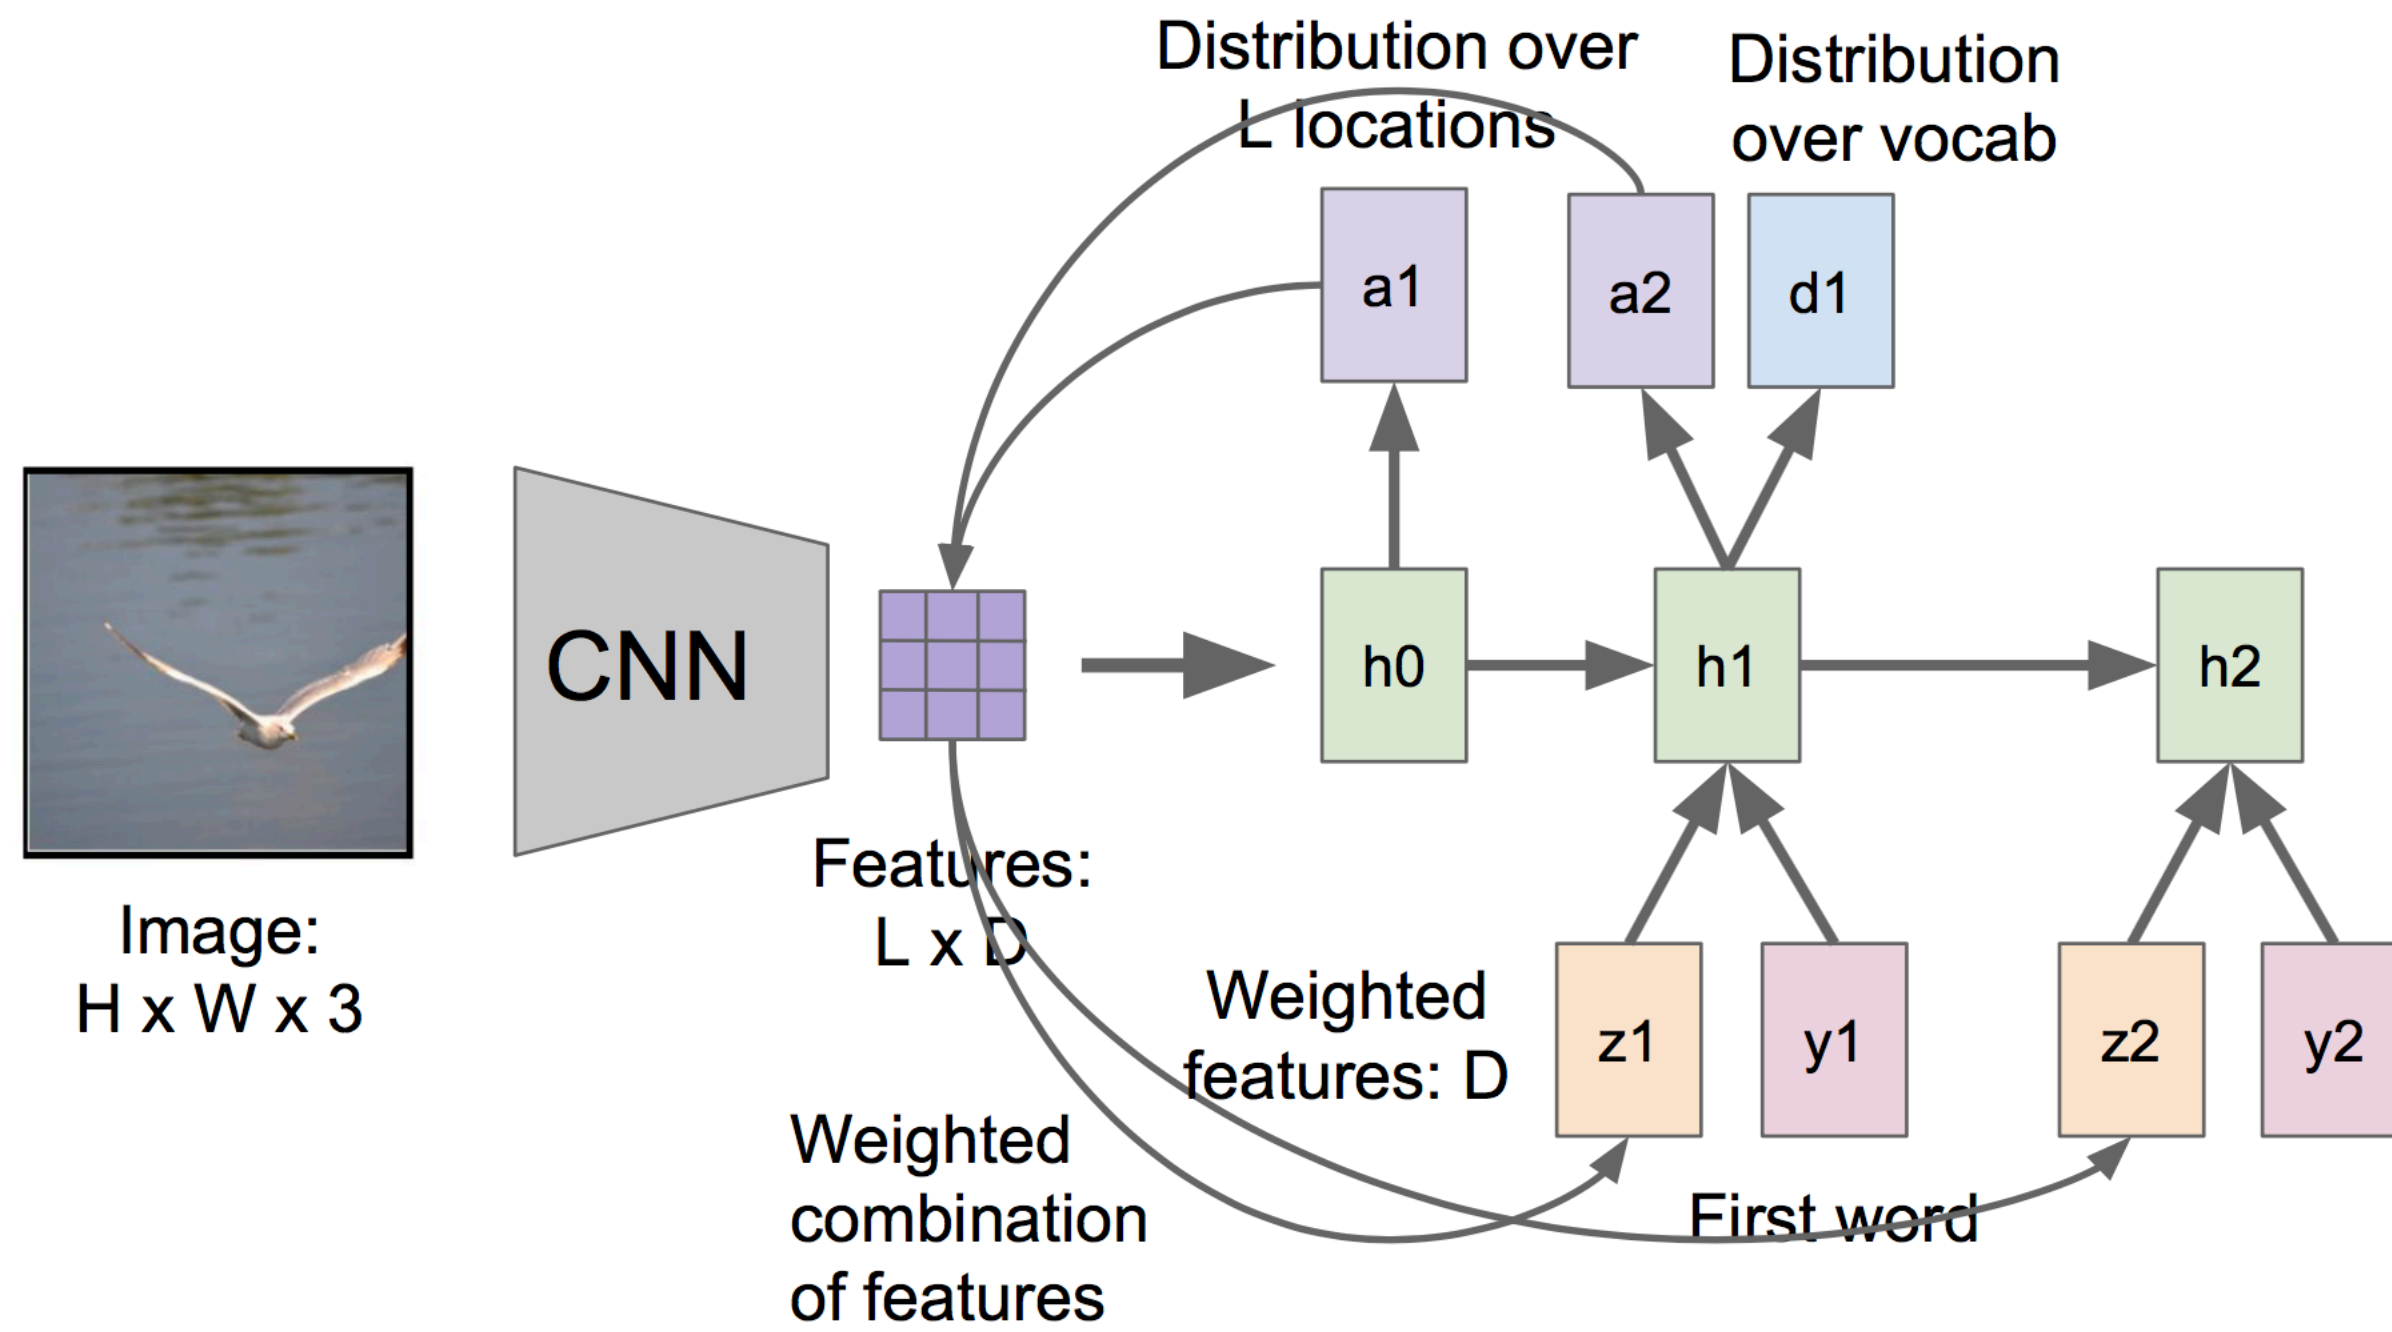 Distribution over
L locations
Distribution
over vocab
a1
a2
d1
CNN
h0
h1
h2
Features:
L x D
Image:
H x W x 3
Weighted
features: D
z1
y1
z2
y2
Weighted
combination
of features
First word